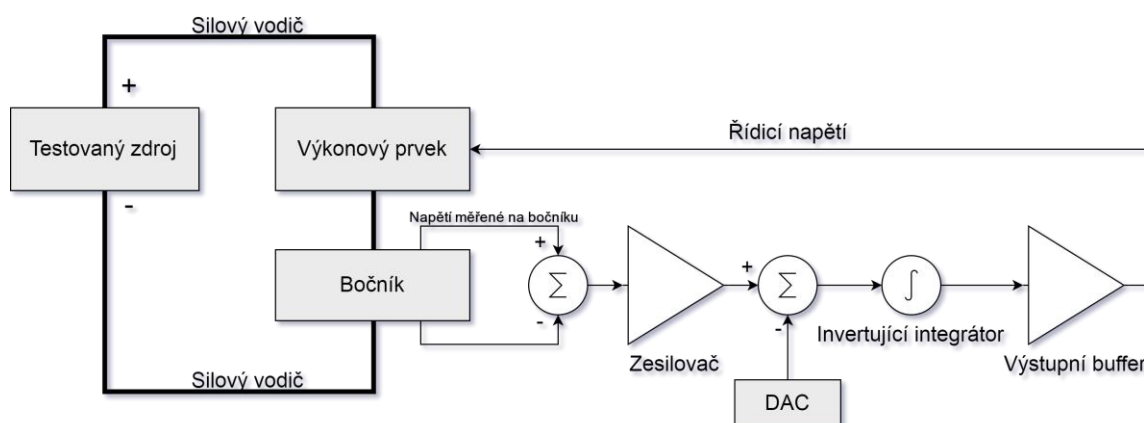 Silový vodič
+
Testovaný zdroj
-
Výkonový prvek
Řídicí napětí
Napětí měřené na bočníku
Bočník
+
Σ
-
Zesilovač
+
Σ
-
∫
Invertující integrátor
Výstupní buffer
DAC
Silový vodič